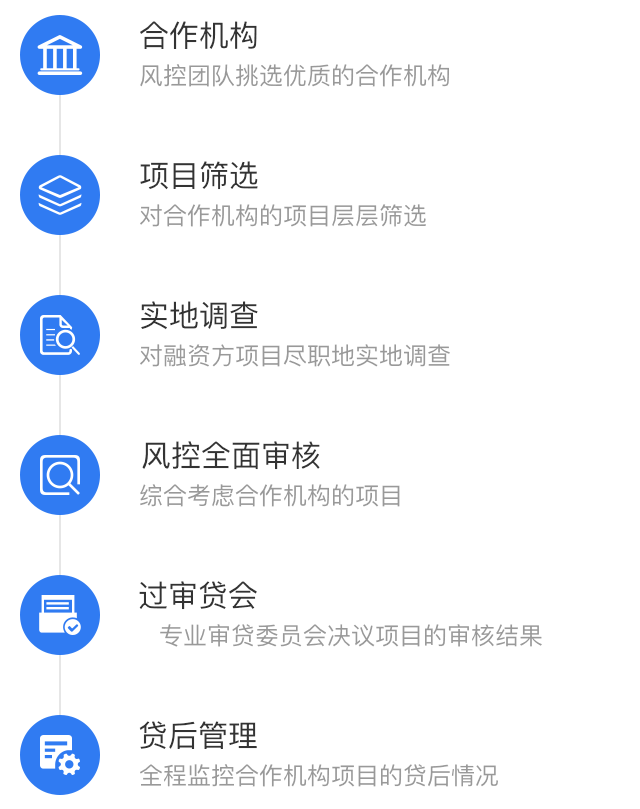 合作机构
风控团队挑选优质的合作机构
项目筛选
对合作机构的项目层层筛选
实地调查
对融资方项目尽职地实地调查
风控全面审核
综合考虑合作机构的项目
过审贷会
专业审贷委员会决议项目的审核结果
贷后管理
全程监控合作机构项目的贷后情况